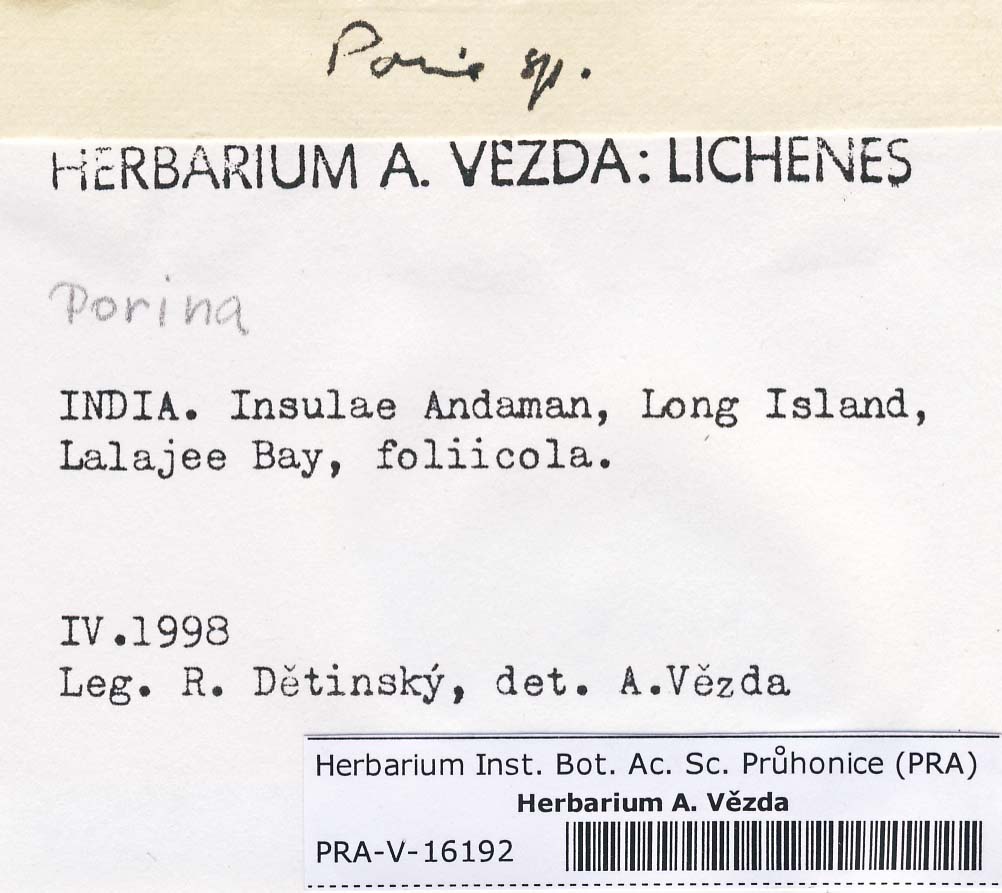 Porina sp.
HERBARIUM A. VEZDA: LICHENES
Porina
INDIA. Insulae Andaman, Long Island,
Lalajee Bay, foliicola.
IV.1998
Leg. R. Dětinský, det. A.Vězda
Herbarium Inst. Bot. Ac. Sc. Průhonice (PRA)
Herbarium A. Vězda
PRA-V-16192